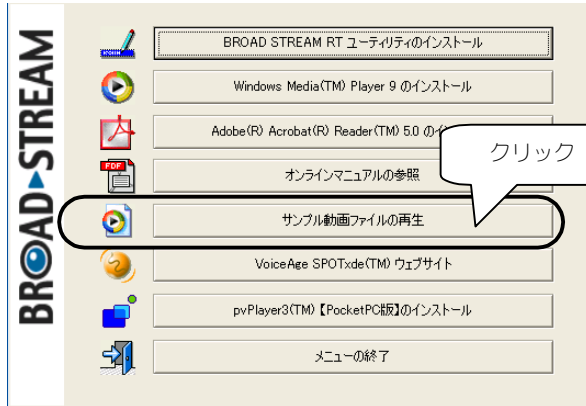 BROAD STREAM
BROAD STREAM RT ユーティリティのインストール
Windows Media(TM) Player 9 のインストール
Adobe(R) Acrobat(R) Reader(TM) 5.0 の
クリック
PDF
オンラインマニュアルの参照
サンプル動画ファイルの再生
VoiceAge SPOTxde(TM) ウェブサイト
pvPlayer3(TM)【PocketPC版】のインストール
メニューの終了